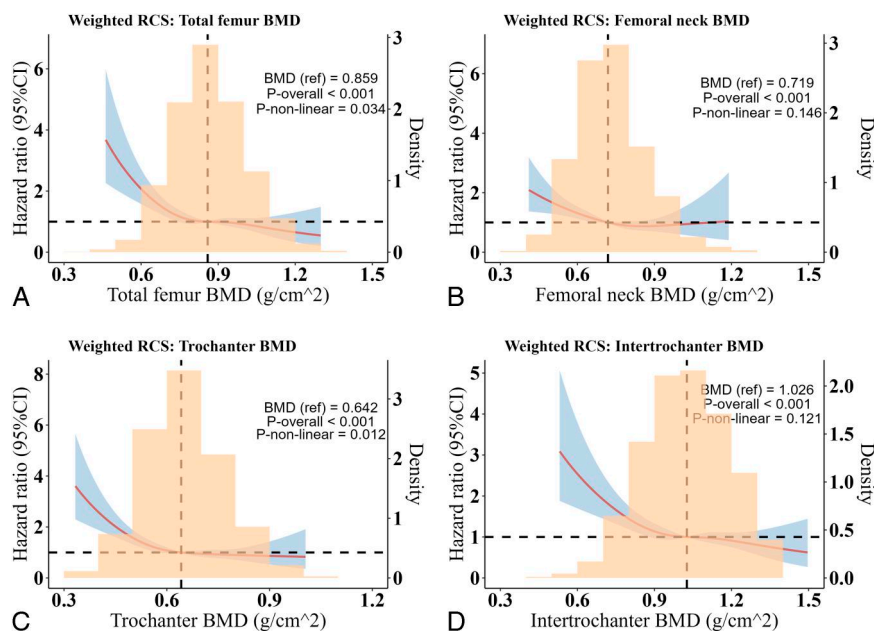 Weighted RCS: Total femur BMD
Hazard ratio (95%CI)
6
4
2
0
3
2
1
0
Density
BMD (ref) = 0.859
P-overall < 0.001
P-non-linear = 0.034
0.3 0.6 0.9 1.2 1.5
A
Total femur BMD (g/cm^2)
Weighted RCS: Femoral neck BMD
Hazard ratio (95%CI)
6
4
2
1
0
3
2
1
0
Density
BMD (ref) = 0.719
P-overall < 0.001
P-non-linear = 0.146
0.3 0.6 0.9 1.2 1.5
B
Femoral neck BMD (g/cm^2)
Weighted RCS: Trochanter BMD
Hazard ratio (95%CI)
8
6
4
2
1
0
3
2
1
0
Density
BMD (ref) = 0.642
P-overall < 0.001
P-non-linear = 0.012
0.3 0.6 0.9 1.2
C
Trochanter BMD (g/cm^2)
Weighted RCS: Intertrochanter BMD
Hazard ratio (95%CI)
5
4
3
2
1
0
2.0
1.5
1.0
0.5
0.0
Density
BMD (ref) = 1.026
P-overall < 0.001
P-non-linear = 0.121
0.3 0.6 0.9 1.2 1.5
D
Intertrochanter BMD (g/cm^2)